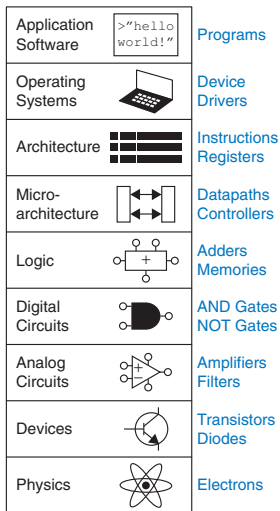 Application
Software
>"hello
world!"
Programs
Operating
Systems
Device
Drivers
Architecture
Instructions
Registers
Micro-
architecture
Datapaths
Controllers
Logic
+
Adders
Memories
Digital
Circuits
AND Gates
NOT Gates
Analog
Circuits
+
−
Amplifiers
Filters
Devices
Transistors
Diodes
Physics
Electrons